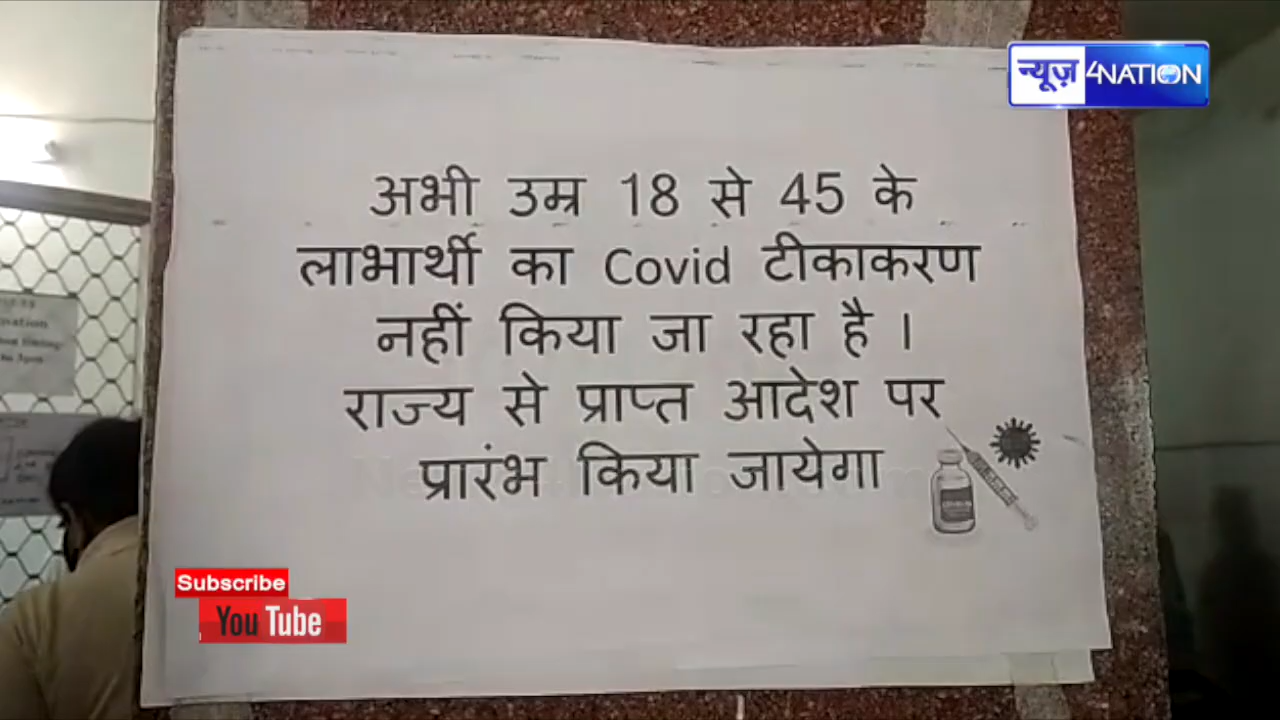 न्यूज़ 4NATION
अभी उम्र 18 से 45 के
लाभार्थी का Covid टीकाकरण
नहीं किया जा रहा है ।
राज्य से प्राप्त आदेश पर
प्रारंभ किया जायेगा
Subscribe
You Tube